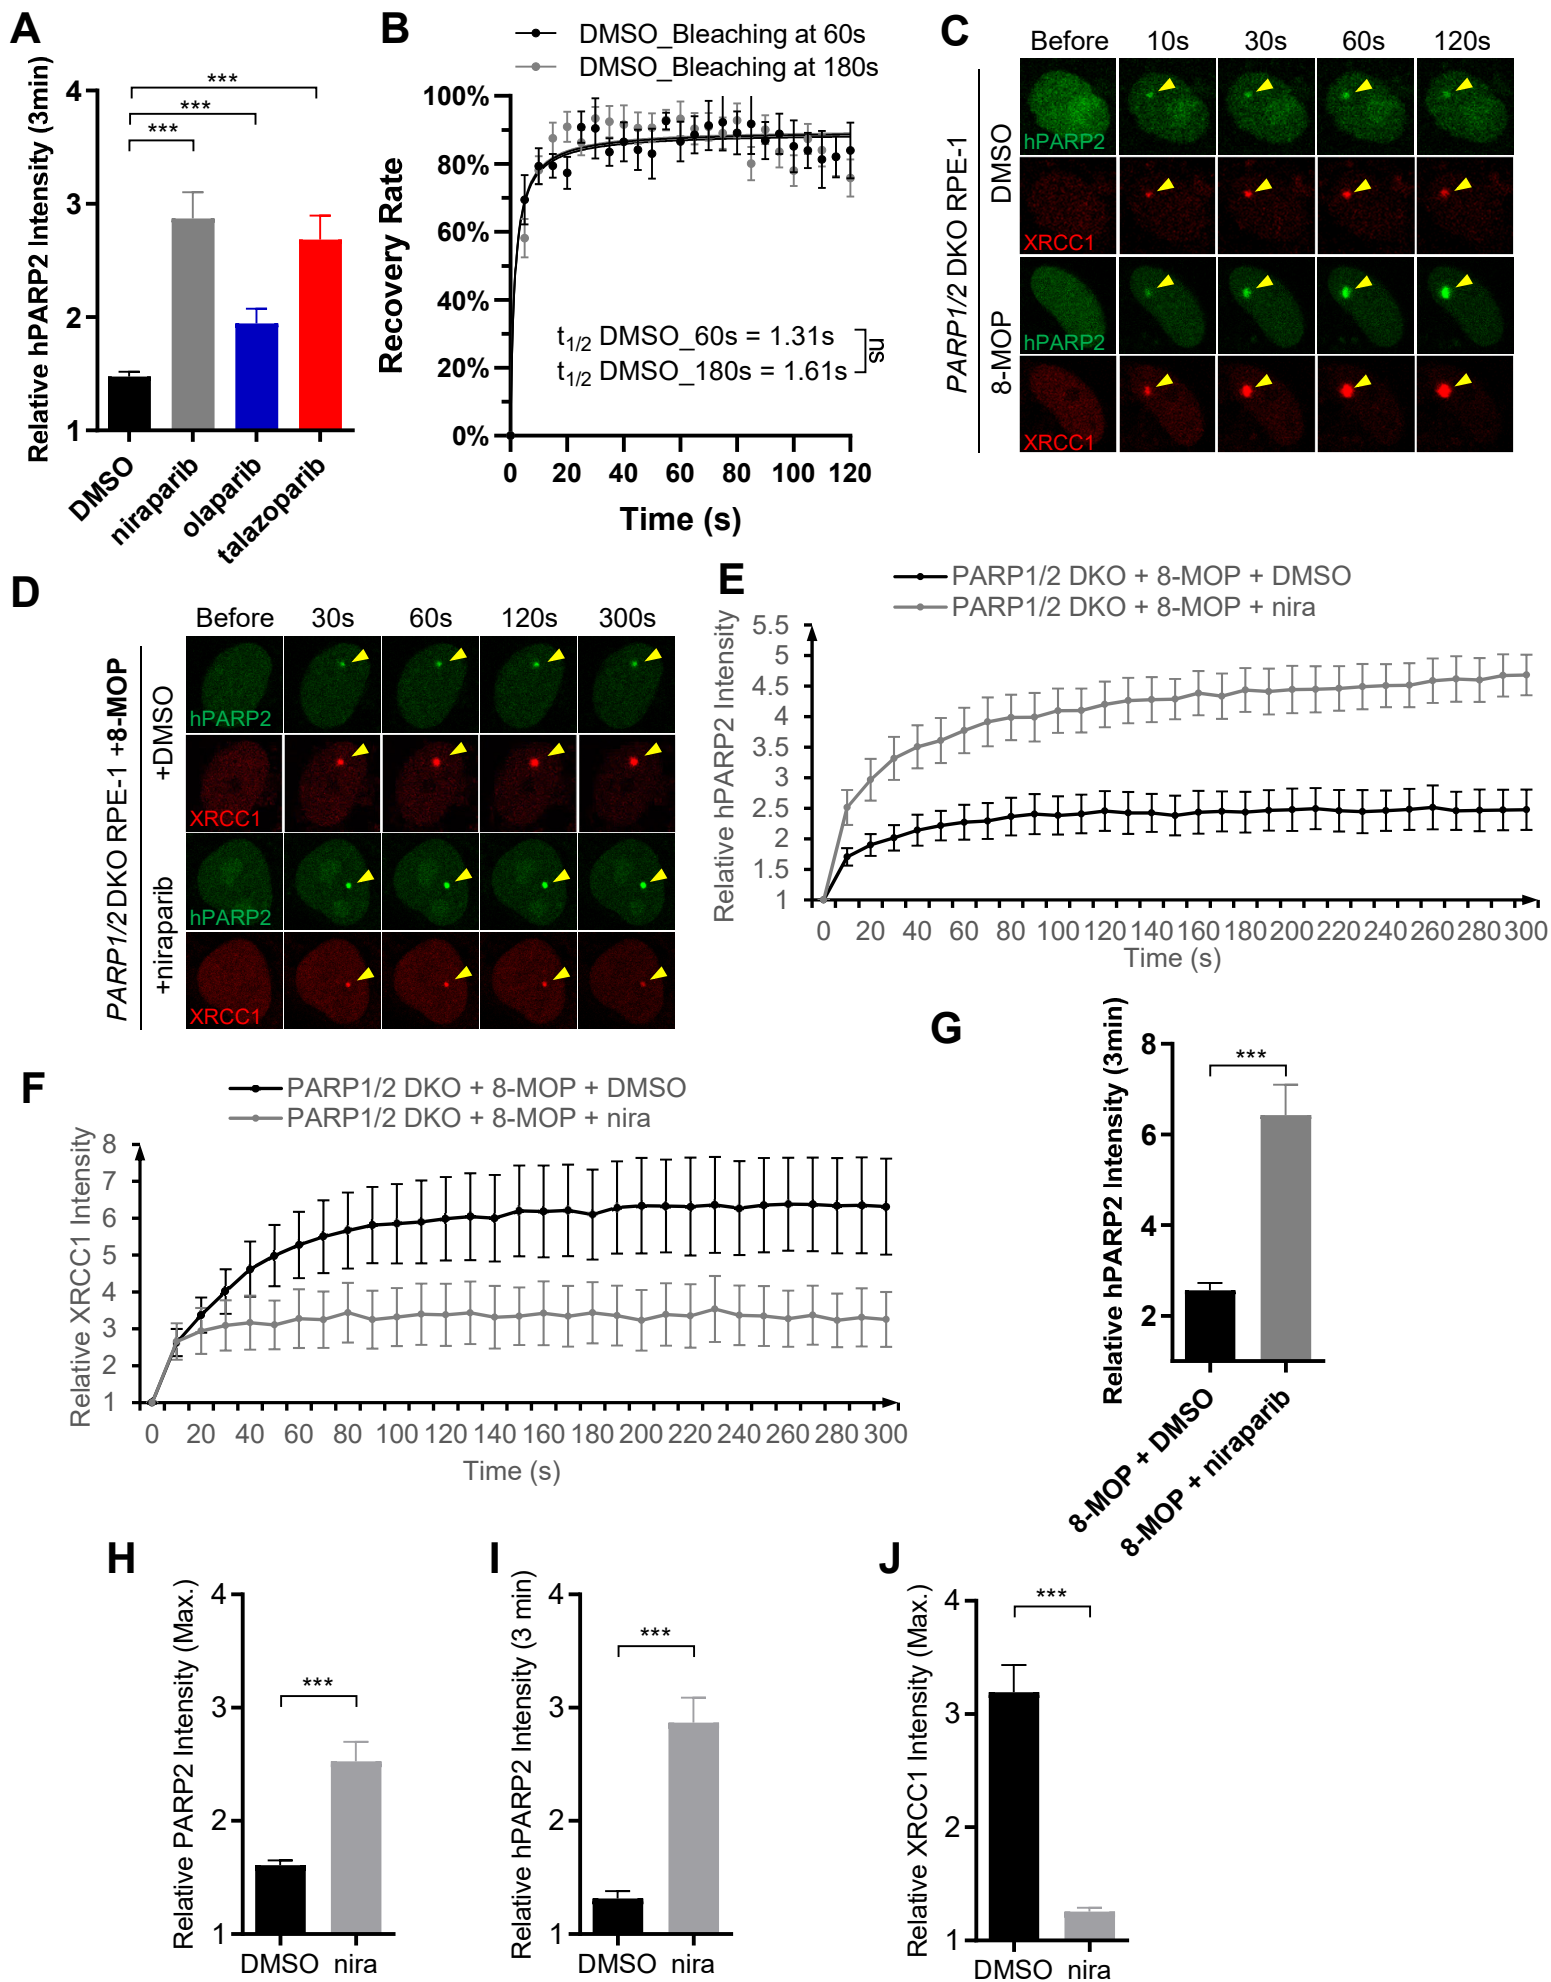 A
Relative hPARP2 Intensity (3min)
4
3
2
1
***
***
***
DMSO
niraparib
olaparib
talazoparib
B
DMSO_Bleaching at 60s
DMSO_Bleaching at 180s
Recovery Rate
100%
80%
60%
40%
20%
0%
t1/2 DMSO_60s = 1.31s
t1/2 DMSO_180s = 1.61s
ns
0 20 40 60 80 100 120
Time (s)
C
Before 10s 30s 60s 120s
PARP1/2 DKO RPE-1
DMSO
hPARP2
XRCC1
8-MOP
hPARP2
XRCC1
D
Before 30s 60s 120s 300s
PARP1/2 DKO RPE-1 +8-MOP
+DMSO
hPARP2
XRCC1
+niraparib
hPARP2
XRCC1
E
PARP1/2 DKO + 8-MOP + DMSO
PARP1/2 DKO + 8-MOP + nira
Relative hPARP2 Intensity
5.5
5
4.5
4
3.5
3
2.5
2
1.5
1
0 20 40 60 80 100 120 140 160 180 200 220 240 260 280 300
Time (s)
F
PARP1/2 DKO + 8-MOP + DMSO
PARP1/2 DKO + 8-MOP + nira
Relative XRCC1 Intensity
8
7
6
5
4
3
2
1
0 20 40 60 80 100 120 140 160 180 200 220 240 260 280 300
Time (s)
G
Relative hPARP2 Intensity (3min)
8
6
4
2
***
8-MOP + DMSO
8-MOP + niraparib
H
Relative PARP2 Intensity (Max.)
4
3
2
1
***
DMSO nira
I
Relative hPARP2 Intensity (3 min)
4
3
2
1
***
DMSO nira
J
Relative XRCC1 Intensity (Max.)
4
3
2
1
***
DMSO nira